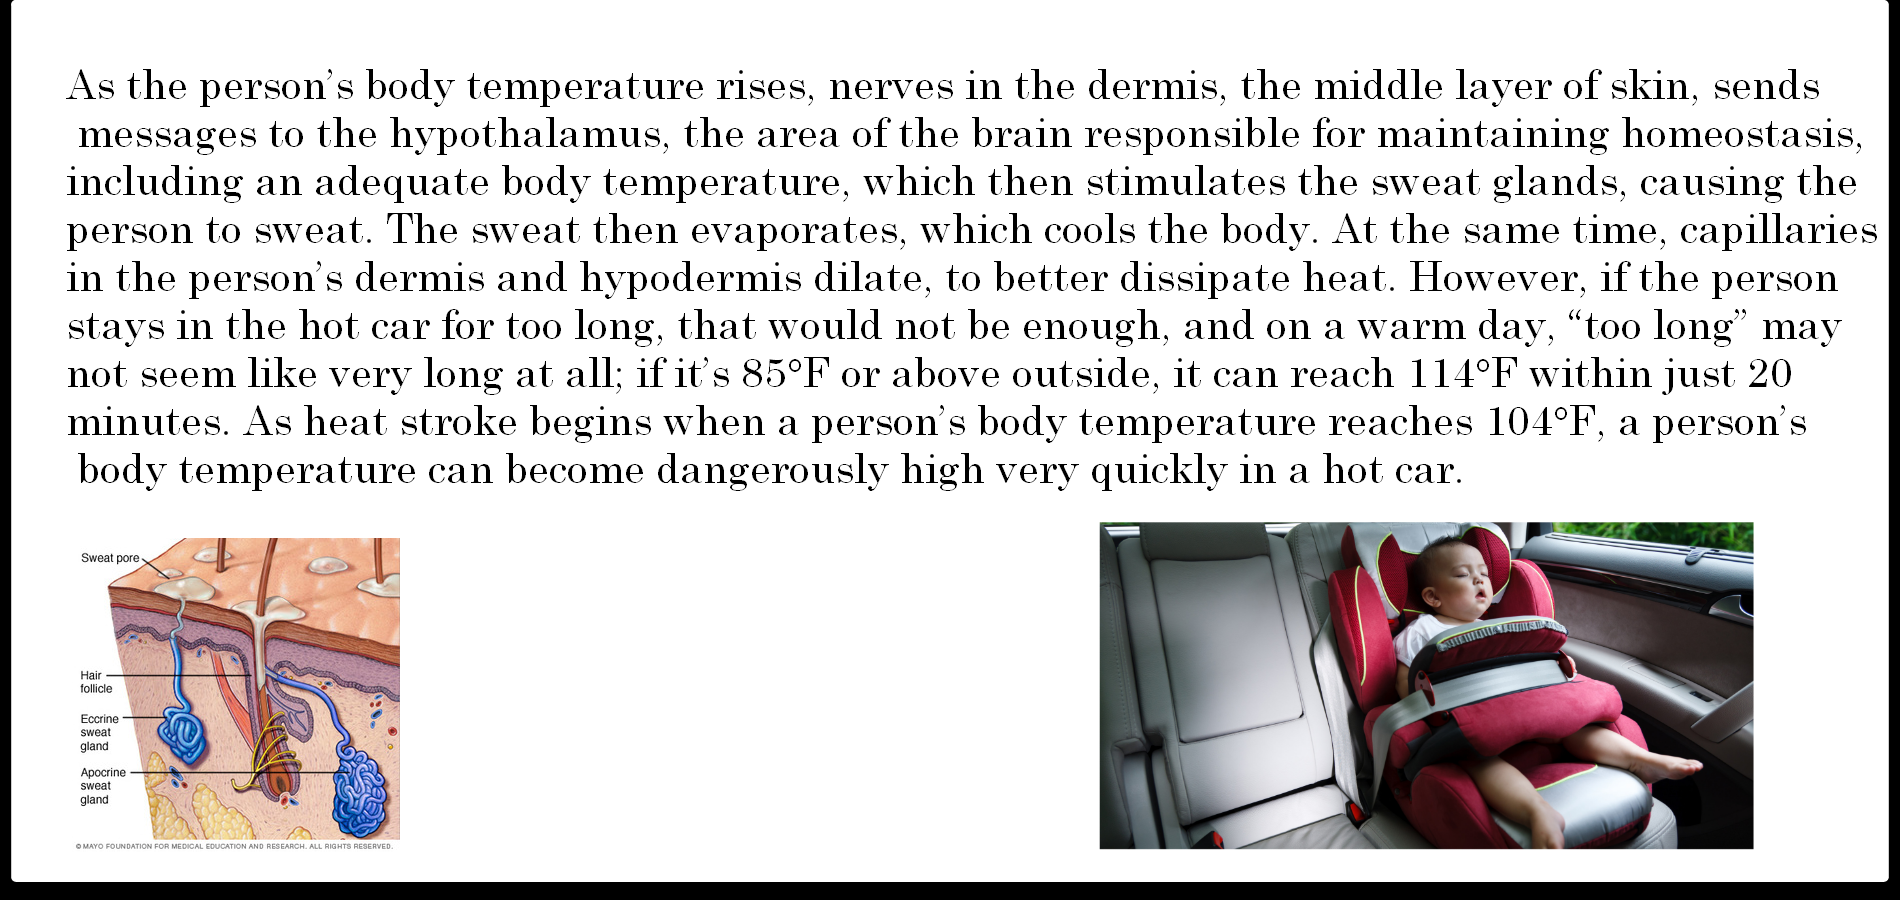 As the person’s body temperature rises, nerves in the dermis, the middle layer of skin, sends
messages to the hypothalamus, the area of the brain responsible for maintaining homeostasis,
including an adequate body temperature, which then stimulates the sweat glands, causing the
person to sweat. The sweat then evaporates, which cools the body. At the same time, capillaries
in the person’s dermis and hypodermis dilate, to better dissipate heat. However, if the person
stays in the hot car for too long, that would not be enough, and on a warm day, “too long” may
not seem like very long at all; if it’s 85°F or above outside, it can reach 114°F within just 20
minutes. As heat stroke begins when a person’s body temperature reaches 104°F, a person’s
body temperature can become dangerously high very quickly in a hot car.
Sweat pore
Hair
follicle
Eccrine
sweat
gland
Apocrine
sweat
gland
© MAYO FOUNDATION FOR MEDICAL EDUCATION AND RESEARCH. ALL RIGHTS RESERVED.